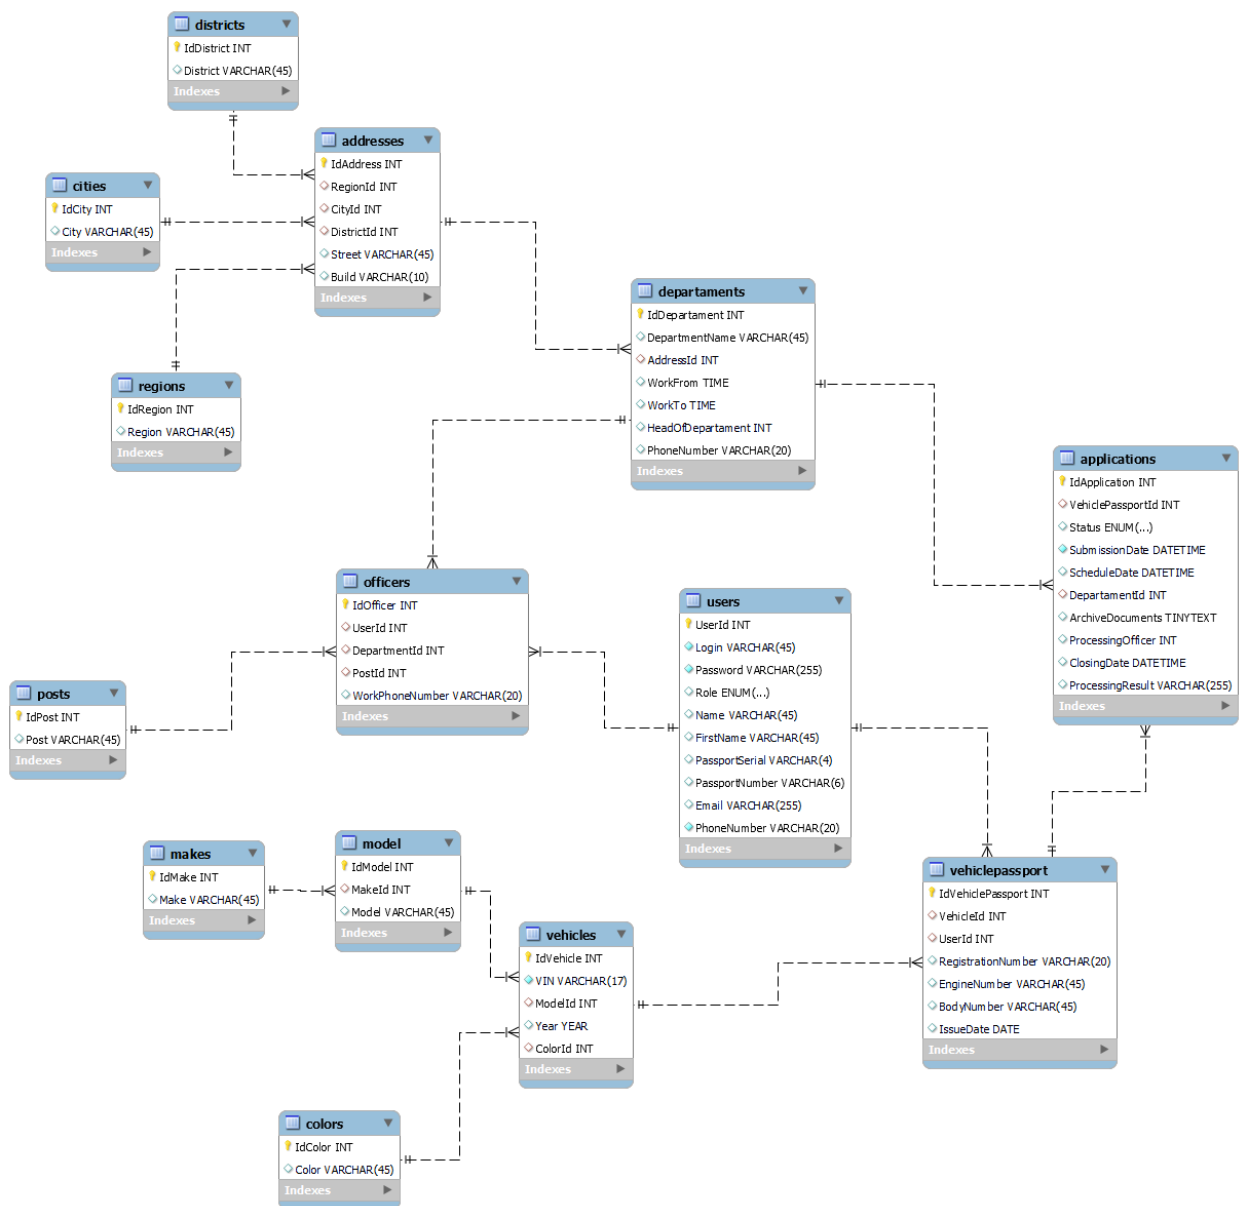 districts
IdDistrict INT
District VARCHAR(45)
Indexes
addresses
IdAddress INT
RegionId INT
CityId INT
DistrictId INT
Street VARCHAR(45)
Build VARCHAR(10)
Indexes
cities
IdCity INT
City VARCHAR(45)
Indexes
regions
IdRegion INT
Region VARCHAR(45)
Indexes
departaments
IdDepartament INT
DepartmentName VARCHAR(45)
AddressId INT
WorkFrom TIME
WorkTo TIME
HeadOfDepartament INT
PhoneNumber VARCHAR(20)
Indexes
applications
IdApplication INT
VehiclePassportId INT
Status ENUM(...)
SubmissionDate DATETIME
ScheduleDate DATETIME
DepartamentId INT
ArchiveDocuments TINYTEXT
ProcessingOfficer INT
ClosingDate DATETIME
ProcessingResult VARCHAR(255)
Indexes
officers
IdOfficer INT
UserId INT
DepartmentId INT
PostId INT
WorkPhoneNumber VARCHAR(20)
Indexes
users
UserId INT
Login VARCHAR(45)
Password VARCHAR(255)
Role ENUM(...)
Name VARCHAR(45)
FirstName VARCHAR(45)
PassportSerial VARCHAR(4)
PassportNumber VARCHAR(6)
Email VARCHAR(255)
PhoneNumber VARCHAR(20)
Indexes
posts
IdPost INT
Post VARCHAR(45)
Indexes
makes
IdMake INT
Make VARCHAR(45)
Indexes
model
IdModel INT
MakeId INT
Model VARCHAR(45)
Indexes
vehicles
IdVehicle INT
VIN VARCHAR(17)
ModelId INT
Year YEAR
ColorId INT
Indexes
vehiclepassport
IdVehiclePassport INT
VehicleId INT
UserId INT
RegistrationNumber VARCHAR(20)
EngineNumber VARCHAR(45)
BodyNumber VARCHAR(45)
IssueDate DATE
Indexes
colors
IdColor INT
Color VARCHAR(45)
Indexes